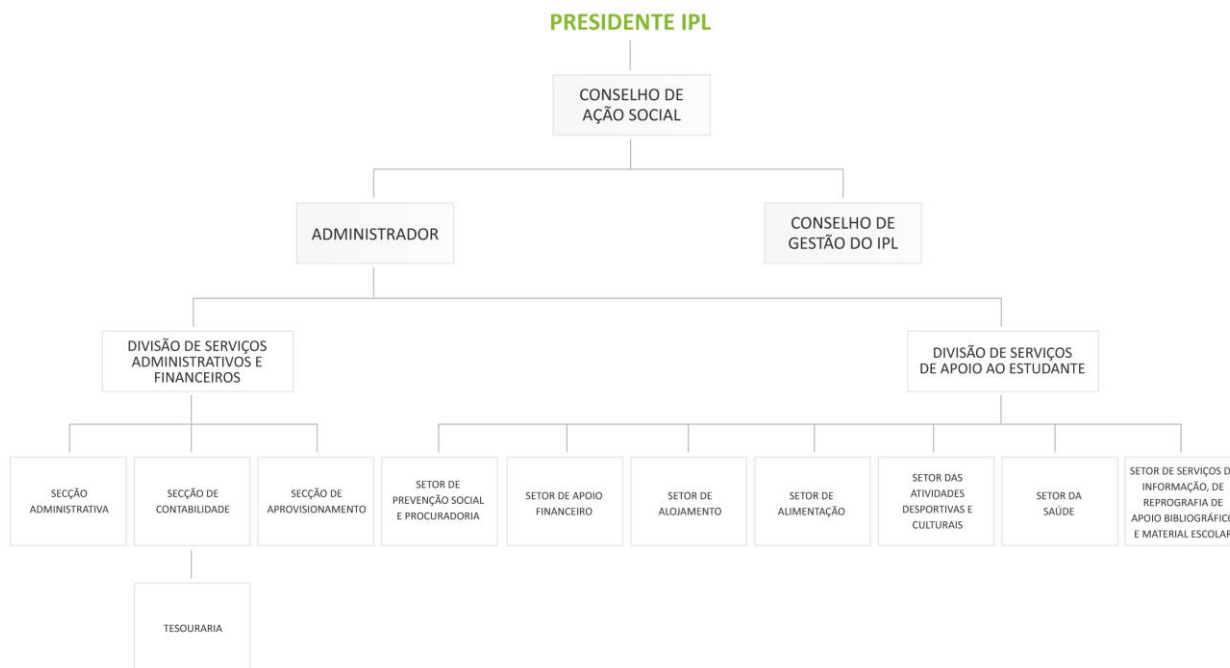 PRESIDENTE IPL
CONSELHO DE
AÇÃO SOCIAL
ADMINISTRADOR
CONSELHO DE
GESTÃO DO IPL
DIVISÃO DE SERVIÇOS
ADMINISTRATIVOS E
FINANCEIROS
DIVISÃO DE SERVIÇOS
DE APOIO AO ESTUDANTE
SECÇÃO
ADMINISTRATIVA
SECÇÃO DE
CONTABILIDADE
SECÇÃO DE
APROVISIONAMENTO
SETOR DE
PREVENÇÃO SOCIAL
E PROCURADORIA
SETOR DE APOIO
FINANCEIRO
SETOR DE
ALOJAMENTO
SETOR DE
ALIMENTAÇÃO
SETOR DAS
ATIVIDADES
DESPORTIVAS E
CULTURAIS
SETOR DA
SAÚDE
SETOR DE SERVIÇOS DE
INFORMAÇÃO, DE
REPROGRAFIA DE
APOIO BIBLIOGRÁFICO
E MATERIAL ESCOLAR
TESOURARIA